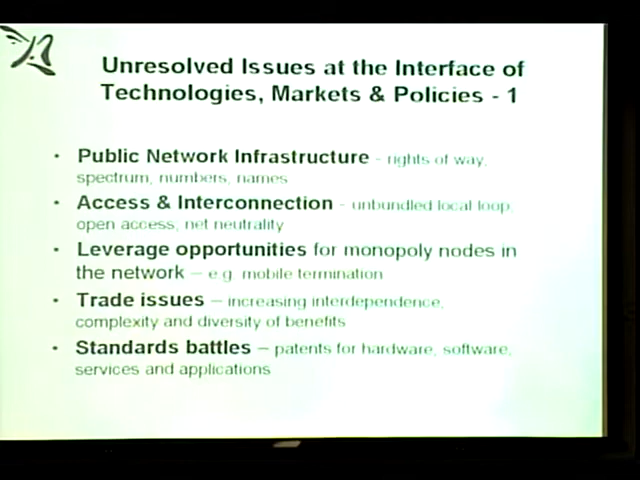 Unresolved Issues at the Interface of
Technologies, Markets & Policies - 1
• Public Network Infrastructure - rights of way,
spectrum, numbers, names
• Access & Interconnection - unbundled local loop,
open access, net neutrality
• Leverage opportunities for monopoly nodes in
the network – e.g. mobile termination
• Trade issues – increasing interdependence,
complexity and diversity of benefits
• Standards battles – patents for hardware, software,
services and applications